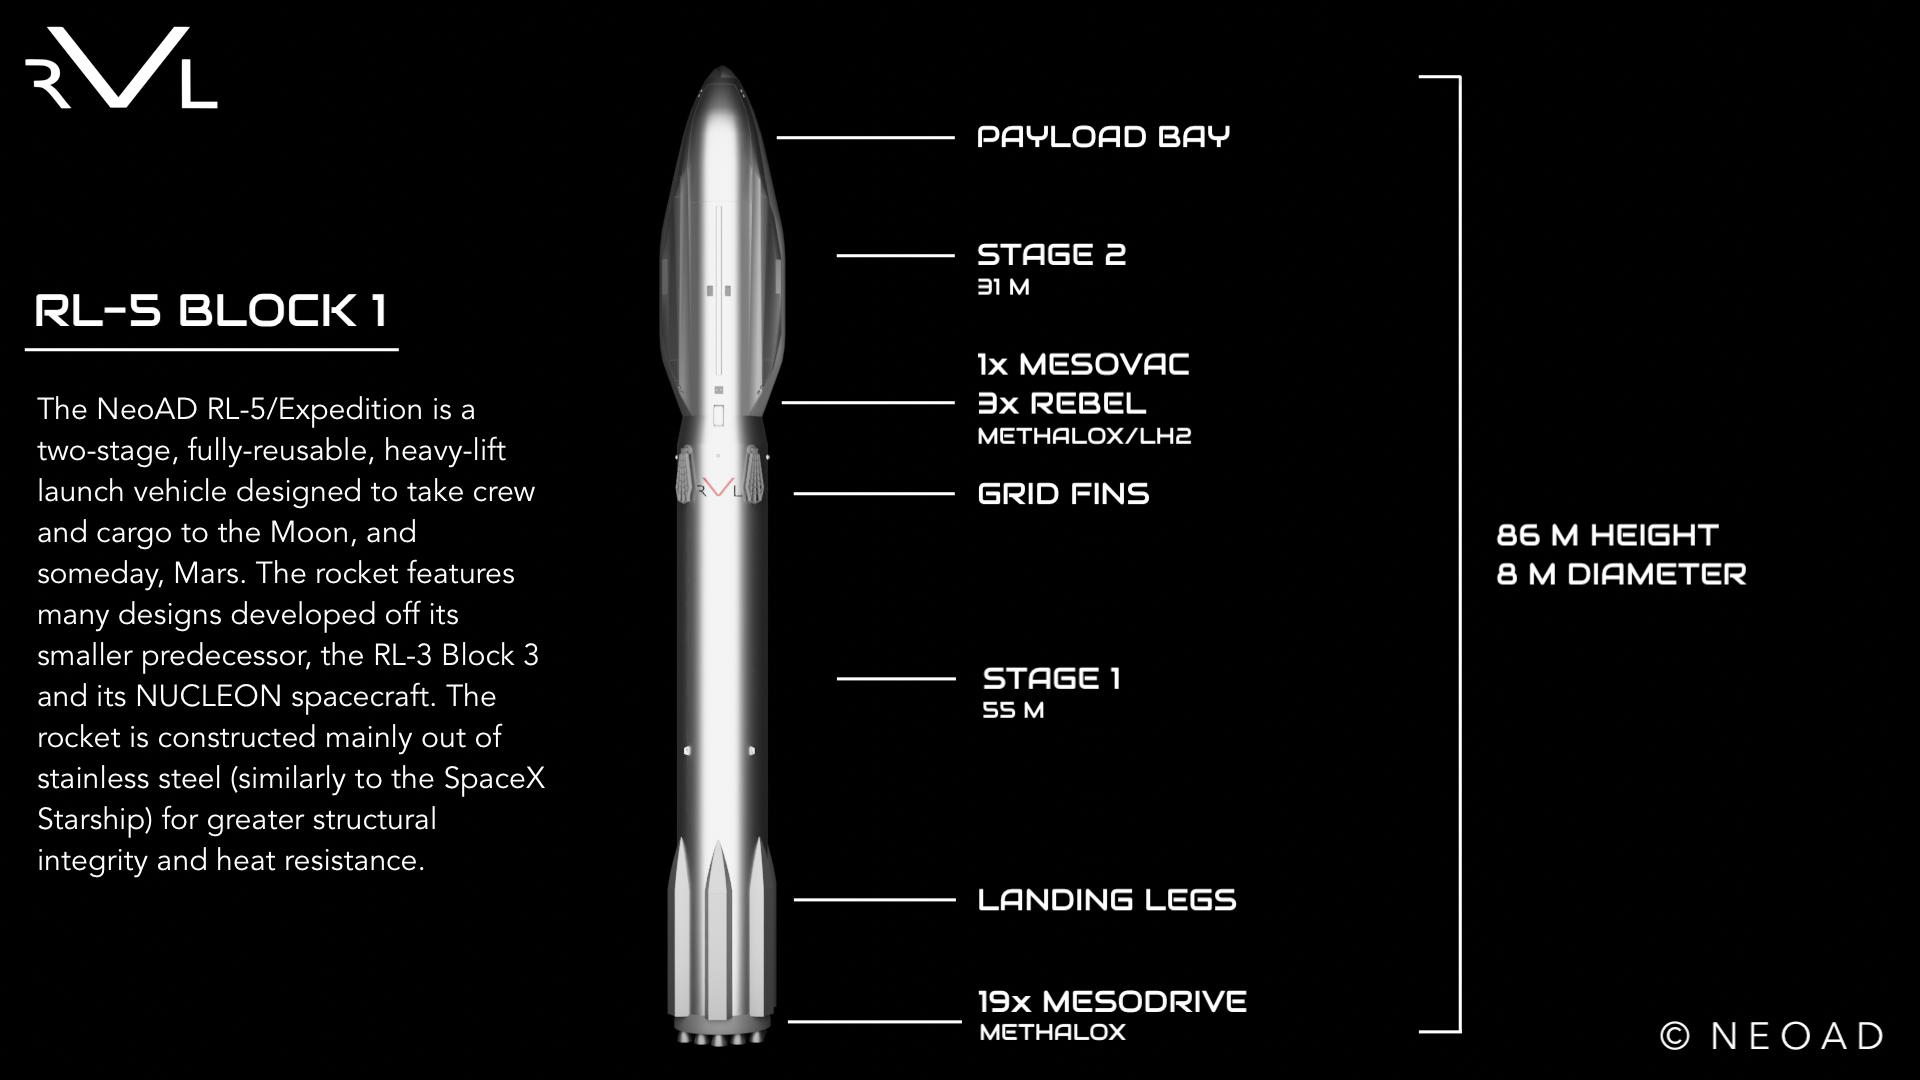 RVL
RL-5 BLOCK 1
The NeoAD RL-5/Expedition is a
two-stage, fully-reusable, heavy-lift
launch vehicle designed to take crew
and cargo to the Moon, and
someday, Mars. The rocket features
many designs developed off its
smaller predecessor, the RL-3 Block 3
and its NUCLEON spacecraft. The
rocket is constructed mainly out of
stainless steel (similarly to the SpaceX
Starship) for greater structural
integrity and heat resistance.
PAYLOAD BAY
STAGE 2
31 M
1x MESOVAC
3x REBEL
METHALOX/LH2
RVL
GRID FINS
STAGE 1
55 M
LANDING LEGS
19x MESODRIVE
METHALOX
86 M HEIGHT
8 M DIAMETER
© NEOAD